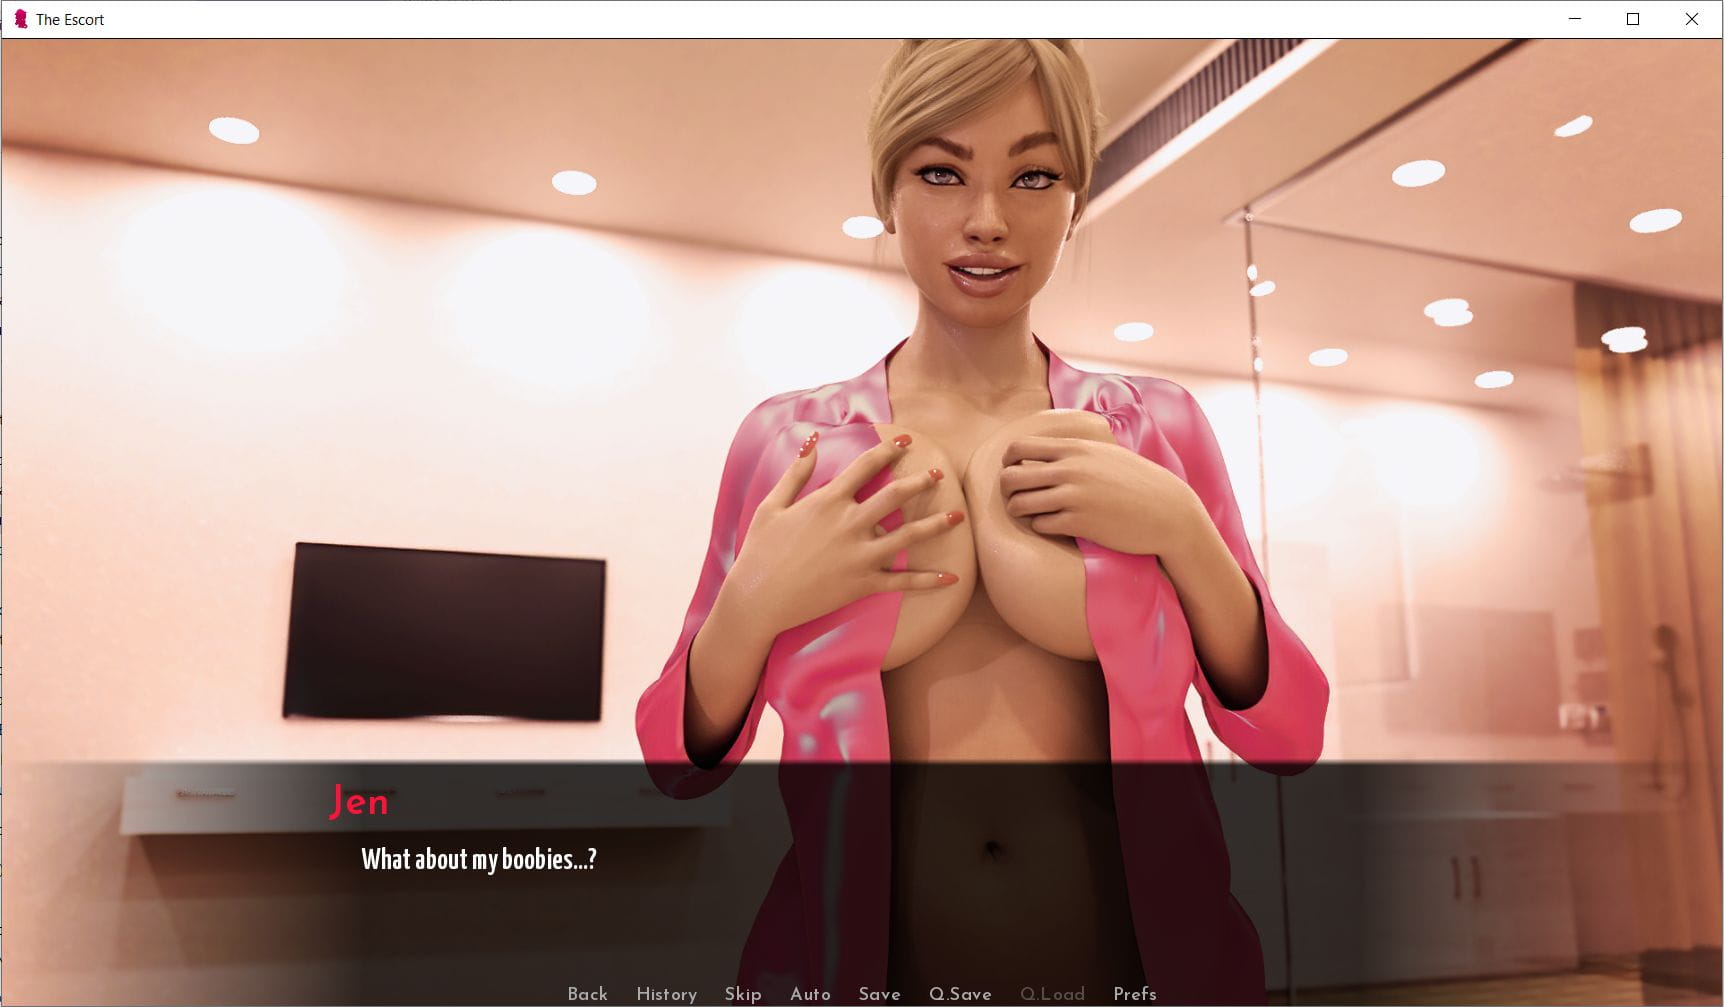 The Escort
Jen
What about my boobies...?
Back History Skip Auto Save Q.Save Q.Load Prefs